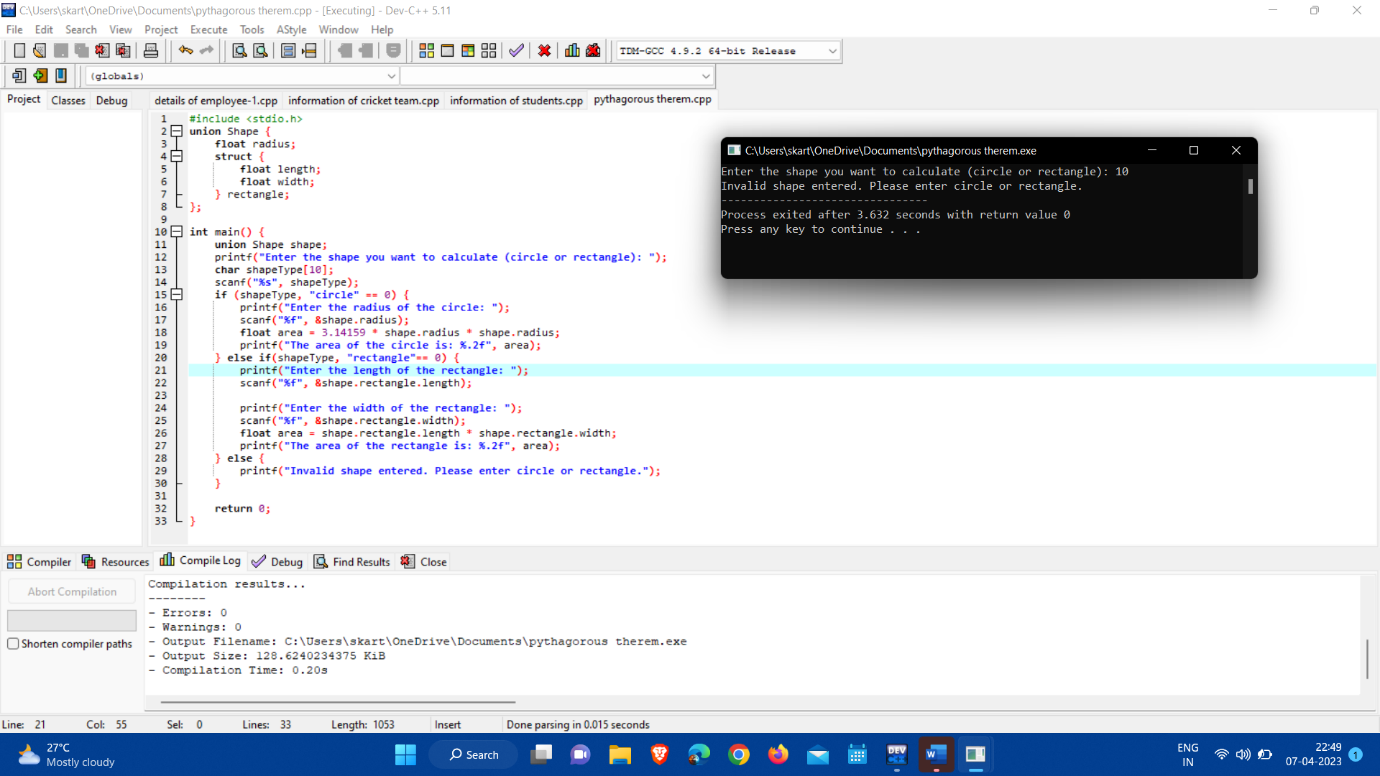 C:\Users\skart\OneDrive\Documents\pythagorous therem.cpp - [Executing] - Dev-C++ 5.11
File Edit Search View Project Execute Tools AStyle Window Help
TDM-GCC 4.9.2 64-bit Release
(globals)
Project Classes Debug
details of employee-1.cpp information of cricket team.cpp information of students.cpp pythagorous therem.cpp
1 #include <stdio.h>
2 union Shape {
3 float radius;
4 struct {
5 float length;
6 float width;
7 } rectangle;
8 };
9
10 int main() {
11 union Shape shape;
12 printf("Enter the shape you want to calculate (circle or rectangle): ");
13 char shapeType[10];
14 scanf("%s", shapeType);
15 if (shapeType, "circle" == 0) {
16 printf("Enter the radius of the circle: ");
17 scanf("%f", &shape.radius);
18 float area = 3.14159 * shape.radius * shape.radius;
19 printf("The area of the circle is: %.2f", area);
20 } else if(shapeType, "rectangle"== 0) {
21 printf("Enter the length of the rectangle: ");
22 scanf("%f", &shape.rectangle.length);
23
24 printf("Enter the width of the rectangle: ");
25 scanf("%f", &shape.rectangle.width);
26 float area = shape.rectangle.length * shape.rectangle.width;
27 printf("The area of the rectangle is: %.2f", area);
28 } else {
29 printf("Invalid shape entered. Please enter circle or rectangle.");
30 }
31
32 return 0;
33 }
C:\Users\skart\OneDrive\Documents\pythagorous therem.exe
Enter the shape you want to calculate (circle or rectangle): 10
Invalid shape entered. Please enter circle or rectangle.
--------------------------------
Process exited after 3.632 seconds with return value 0
Press any key to continue . . .
Compiler Resources Compile Log Debug Find Results Close
Abort Compilation
Shorten compiler paths
Compilation results...
--------
- Errors: 0
- Warnings: 0
- Output Filename: C:\Users\skart\OneDrive\Documents\pythagorous therem.exe
- Output Size: 128.6240234375 KiB
- Compilation Time: 0.20s
Line: 21 Col: 55 Sel: 0 Lines: 33 Length: 1053 Insert Done parsing in 0.015 seconds
27°C
Mostly cloudy
Search
DEV
W
ENG
IN
22:49
07-04-2023
1